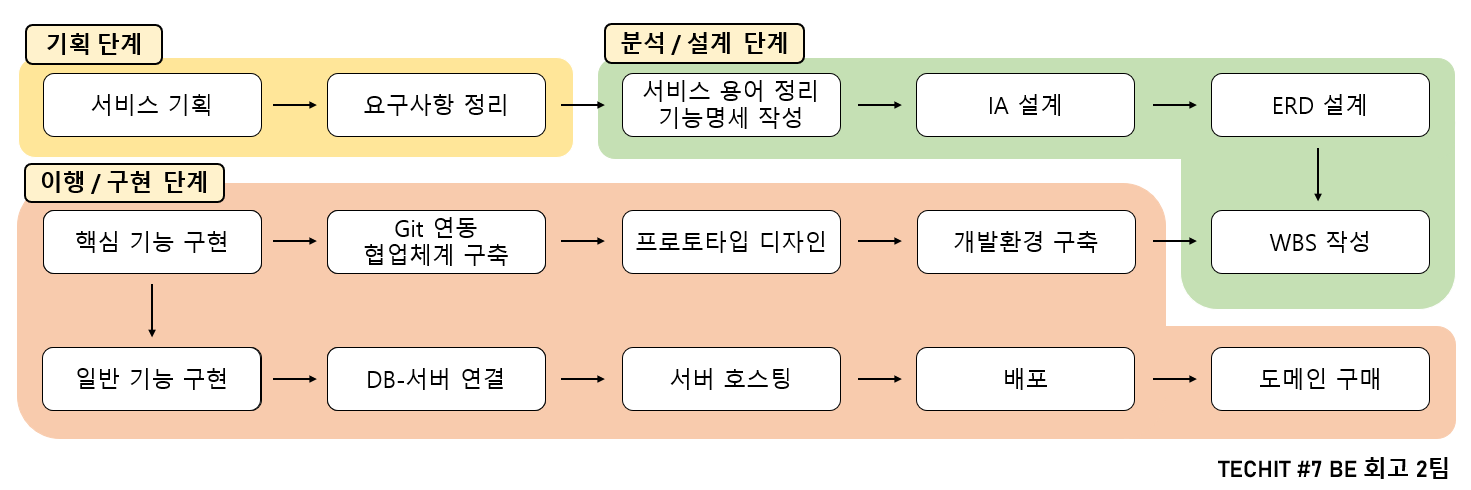 기획 단계
서비스 기획
요구사항 정리
분석 / 설계 단계
서비스 용어 정리
기능명세 작성
IA 설계
ERD 설계
WBS 작성
이행 / 구현 단계
핵심 기능 구현
Git 연동
협업체계 구축
프로토타입 디자인
개발환경 구축
일반 기능 구현
DB-서버 연결
서버 호스팅
배포
도메인 구매
TECHIT #7 BE 회고 2팀